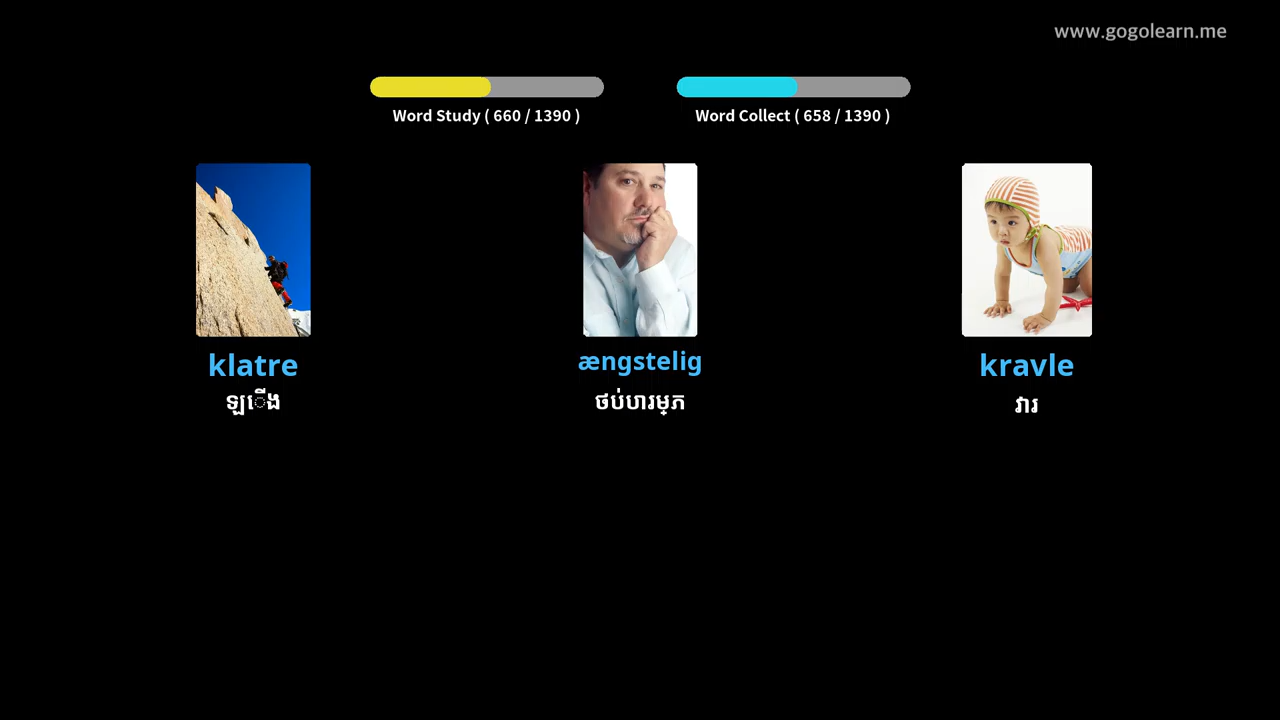 www.gogolearn.me
Word Study ( 660 / 1390 )
Word Collect ( 658 / 1390 )
klatre
ængstelig
kravle
ឡេីង
ថប់បារម្ភ
វារ